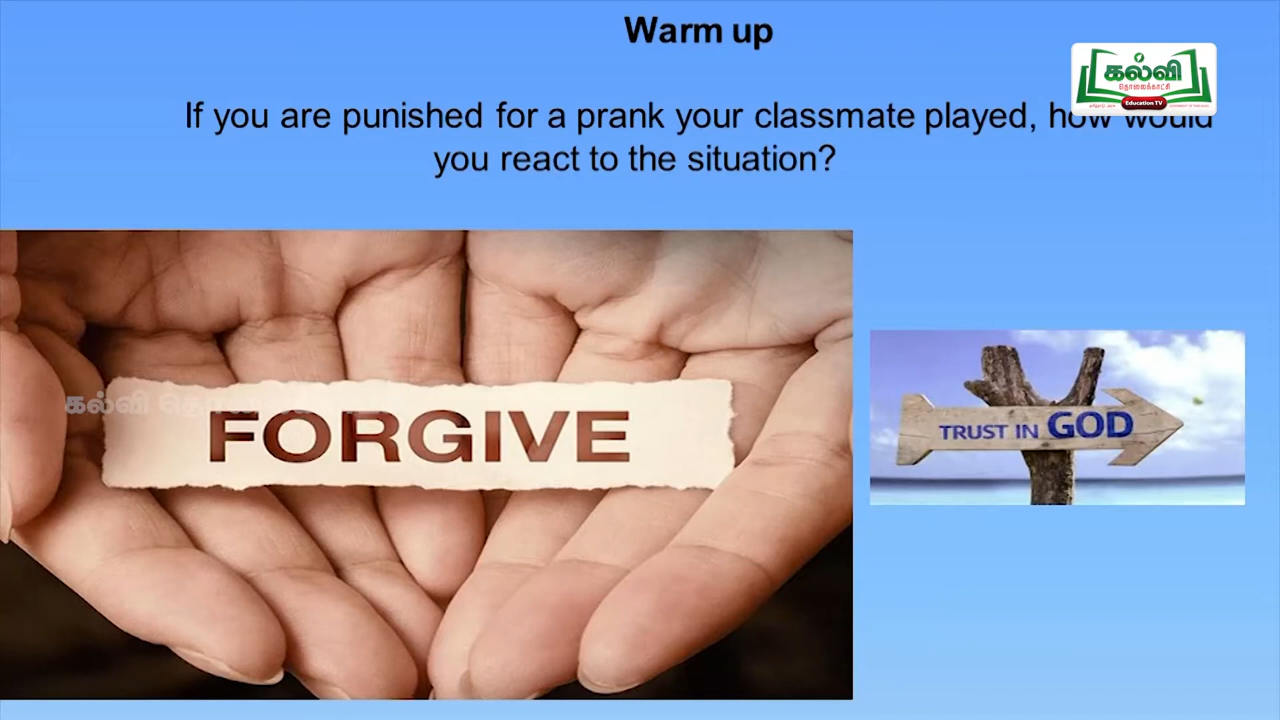 Warm up
கல்வி
தொலைக்காட்சி
Education TV
If you are punished for a prank your classmate played, how would
you react to the situation?
கல்வி
FORGIVE
TRUST IN GOD